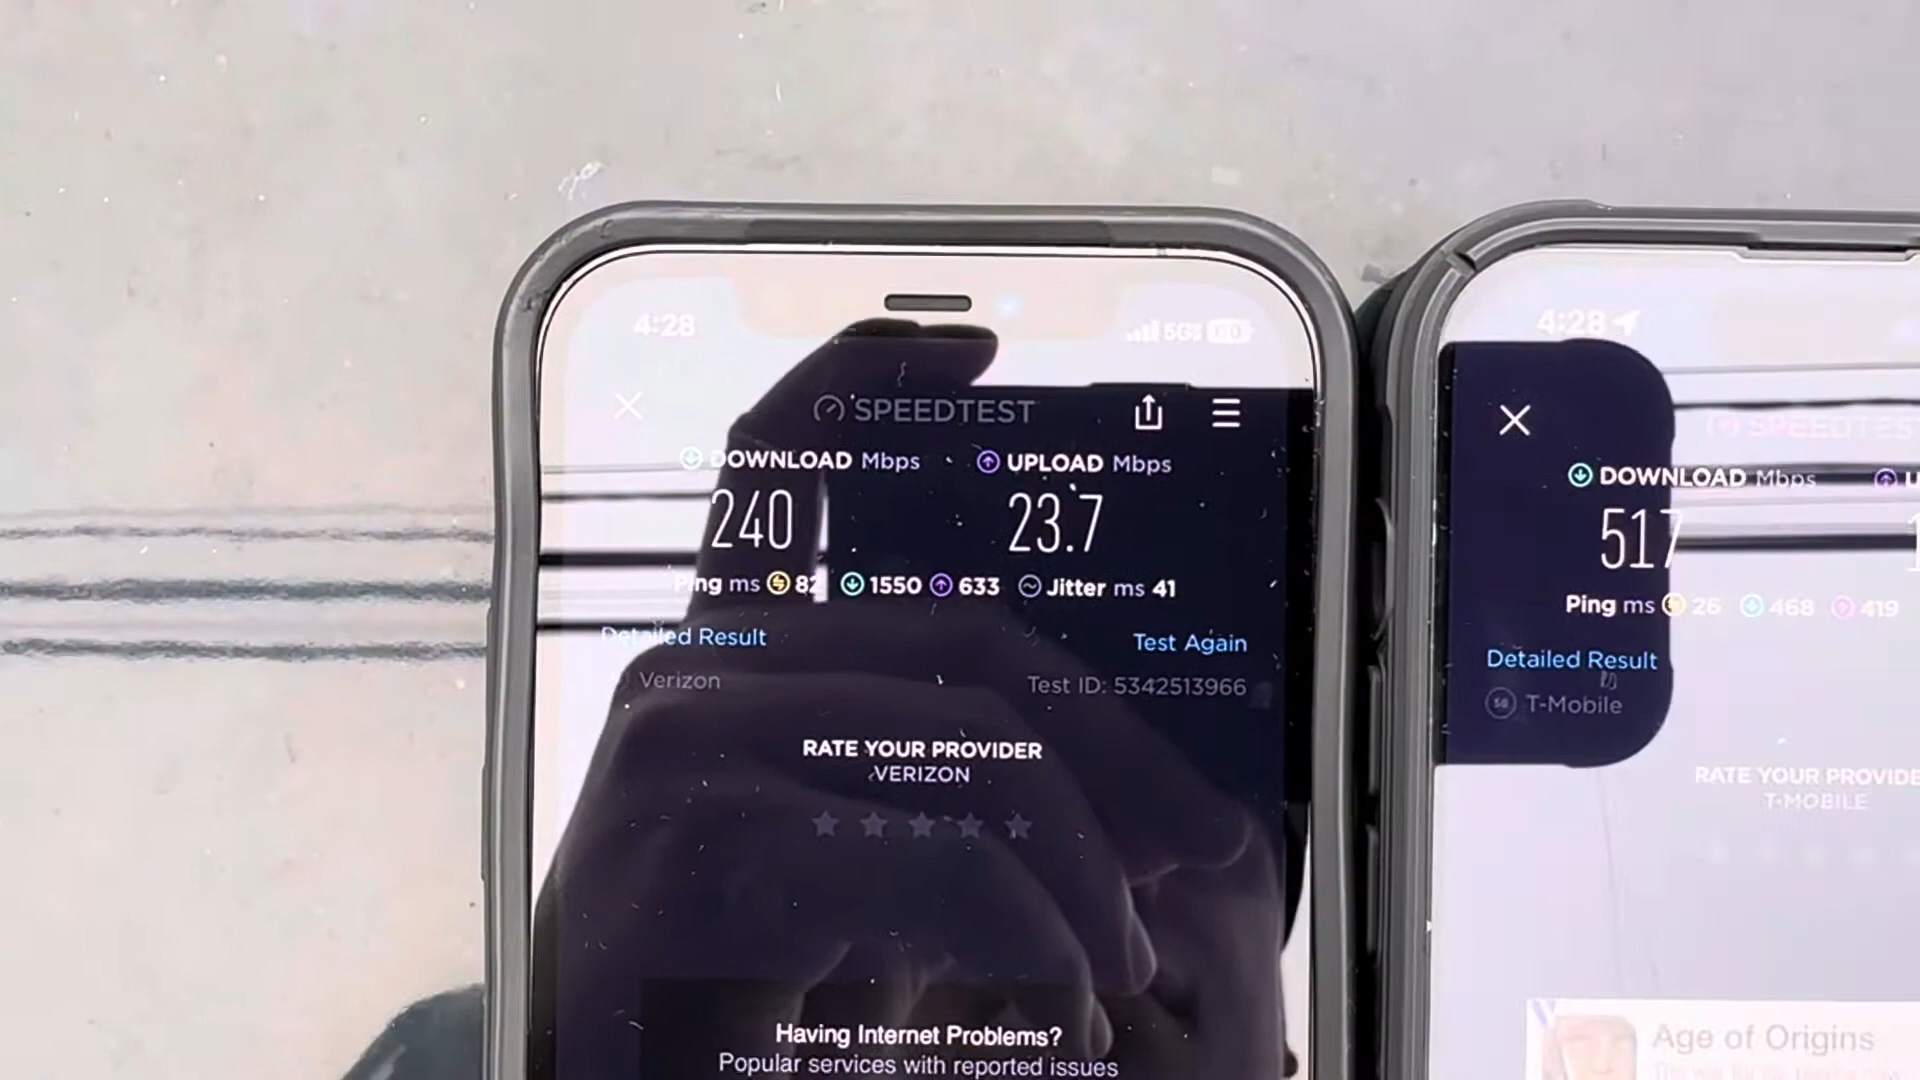 4:28
5G
SPEEDTEST
DOWNLOAD Mbps
UPLOAD Mbps
240
23.7
Ping ms 82 1550 633 Jitter ms 41
Detailed Result
Test Again
Verizon
Test ID: 5342513966
RATE YOUR PROVIDER
VERIZON
Having Internet Problems?
Popular services with reported issues
4:28
SPEEDTEST
DOWNLOAD Mbps
517
Ping ms 26 468 419
Detailed Result
5G T-Mobile
RATE YOUR PROVIDE
T-MOBILE
Age of Origins